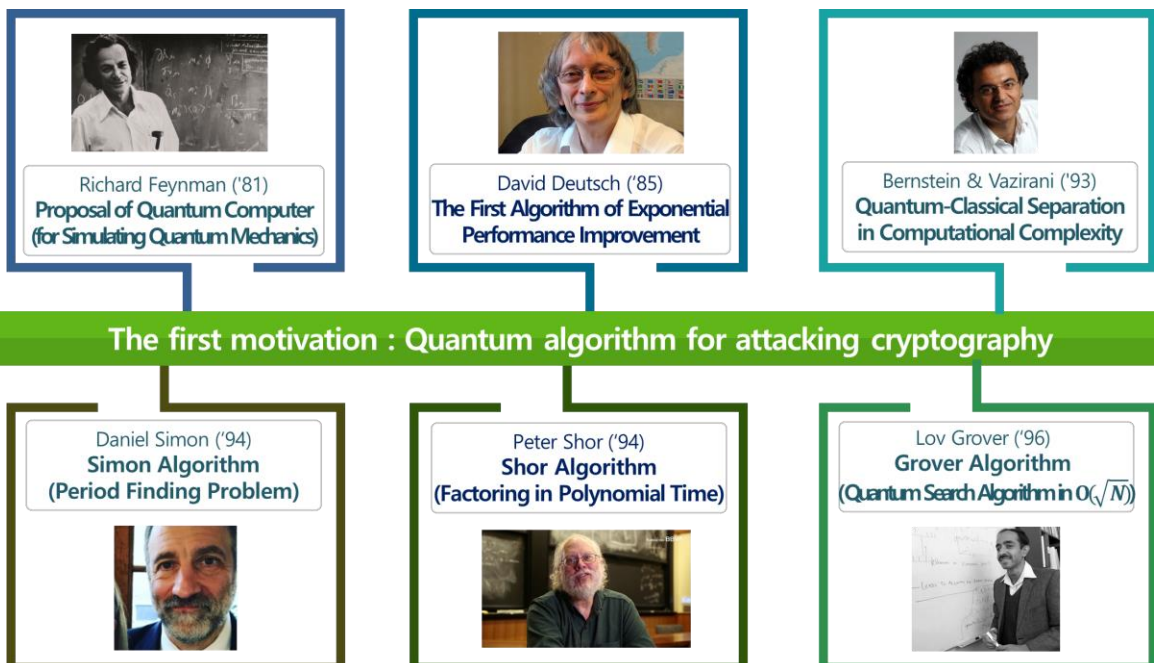 Richard Feynman ('81)
Proposal of Quantum Computer
(for Simulating Quantum Mechanics)
David Deutsch ('85)
The First Algorithm of Exponential
Performance Improvement
Bernstein & Vazirani ('93)
Quantum-Classical Separation
in Computational Complexity
The first motivation : Quantum algorithm for attacking cryptography
Daniel Simon ('94)
Simon Algorithm
(Period Finding Problem)
Peter Shor ('94)
Shor Algorithm
(Factoring in Polynomial Time)
Lov Grover ('96)
Grover Algorithm
(Quantum Search Algorithm in O(√N))